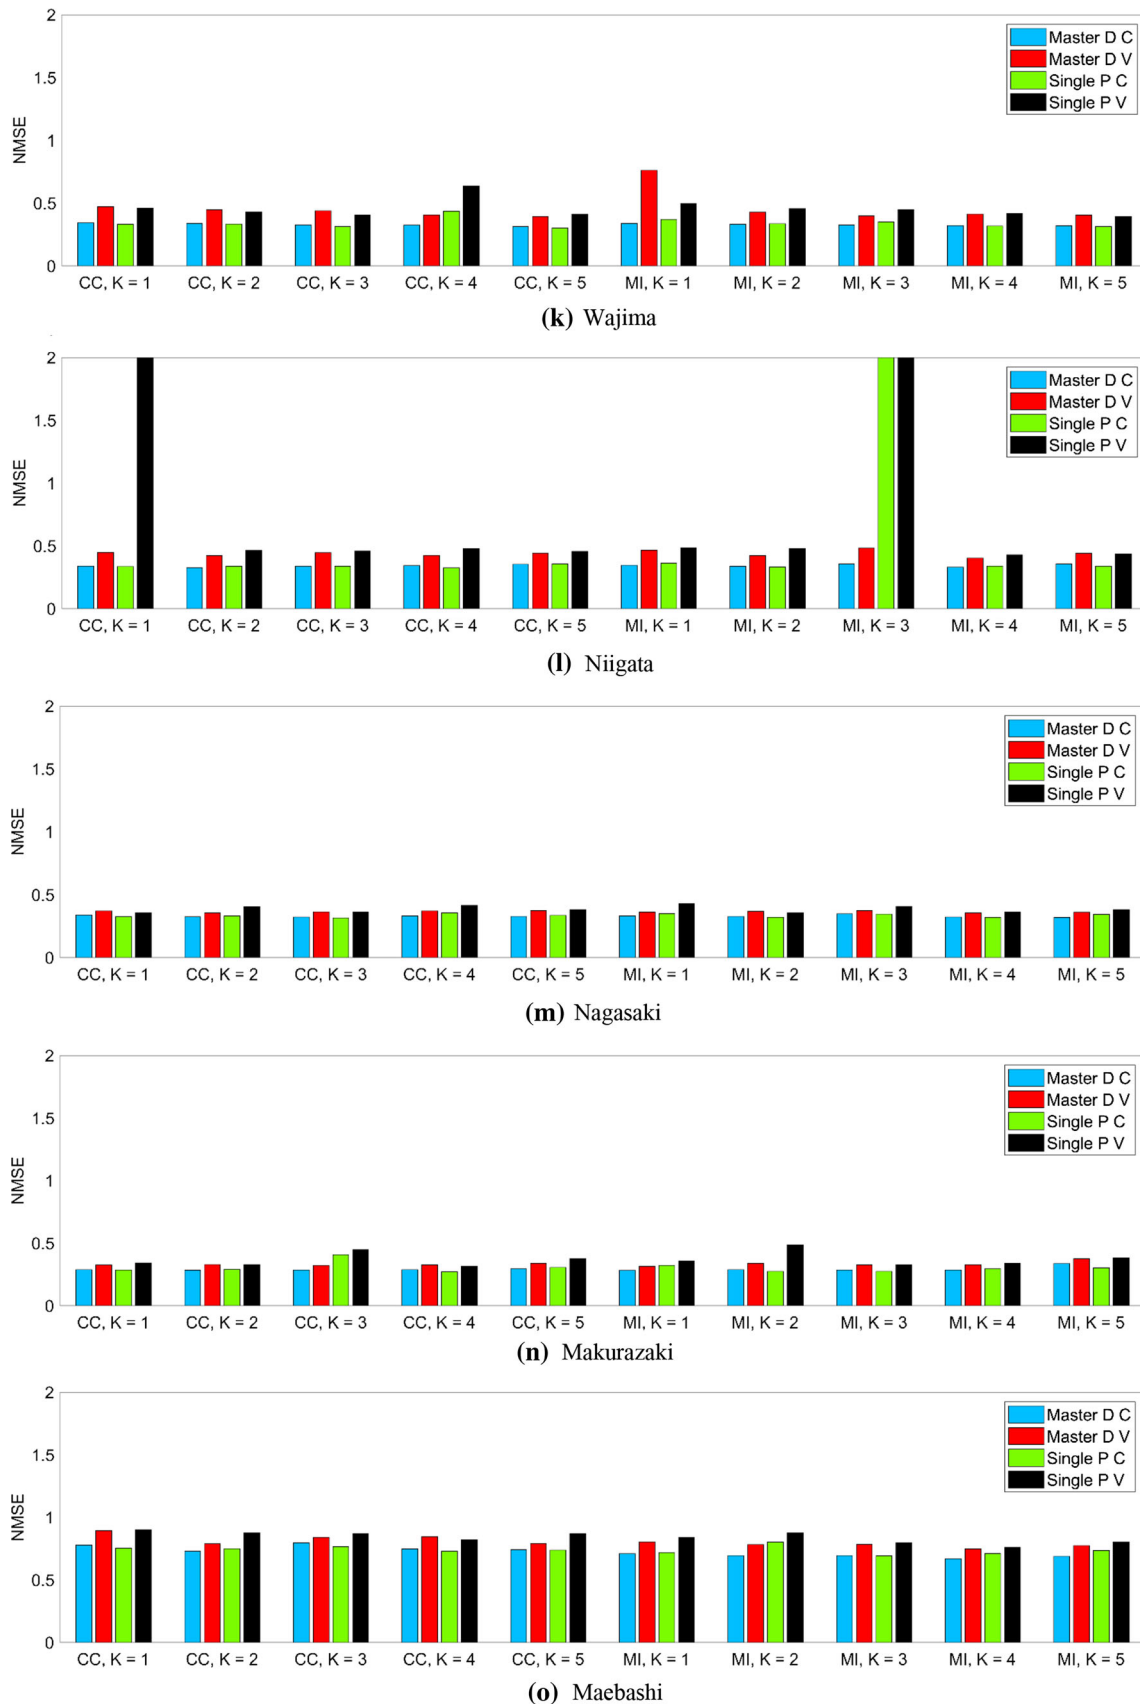 2
1.5
1
0.5
0
NMSE
Master D C
Master D V
Single P C
Single P V
CC, K = 1 CC, K = 2 CC, K = 3 CC, K = 4 CC, K = 5 MI, K = 1 MI, K = 2 MI, K = 3 MI, K = 4 MI, K = 5
(k) Wajima
2
1.5
1
0.5
0
NMSE
Master D C
Master D V
Single P C
Single P V
CC, K = 1 CC, K = 2 CC, K = 3 CC, K = 4 CC, K = 5 MI, K = 1 MI, K = 2 MI, K = 3 MI, K = 4 MI, K = 5
(l) Niigata
2
1.5
1
0.5
0
NMSE
Master D C
Master D V
Single P C
Single P V
CC, K = 1 CC, K = 2 CC, K = 3 CC, K = 4 CC, K = 5 MI, K = 1 MI, K = 2 MI, K = 3 MI, K = 4 MI, K = 5
(m) Nagasaki
2
1.5
1
0.5
0
NMSE
Master D C
Master D V
Single P C
Single P V
CC, K = 1 CC, K = 2 CC, K = 3 CC, K = 4 CC, K = 5 MI, K = 1 MI, K = 2 MI, K = 3 MI, K = 4 MI, K = 5
(n) Makurazaki
2
1.5
1
0.5
0
NMSE
Master D C
Master D V
Single P C
Single P V
CC, K = 1 CC, K = 2 CC, K = 3 CC, K = 4 CC, K = 5 MI, K = 1 MI, K = 2 MI, K = 3 MI, K = 4 MI, K = 5
(o) Maebashi